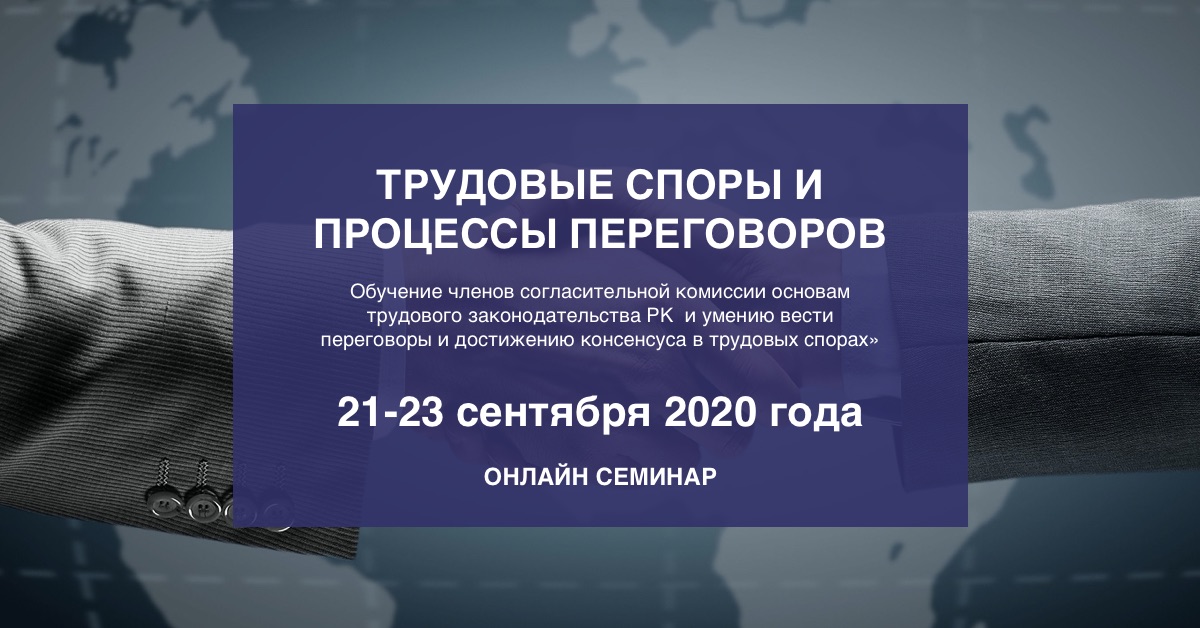 ТРУДОВЫЕ СПОРЫ И
ПРОЦЕССЫ ПЕРЕГОВОРОВ
Обучение членов согласительной комиссии основам
трудового законодательства РК и умению вести
переговоры и достижению консенсуса в трудовых спорах»
21-23 сентября 2020 года
ОНЛАЙН СЕМИНАР